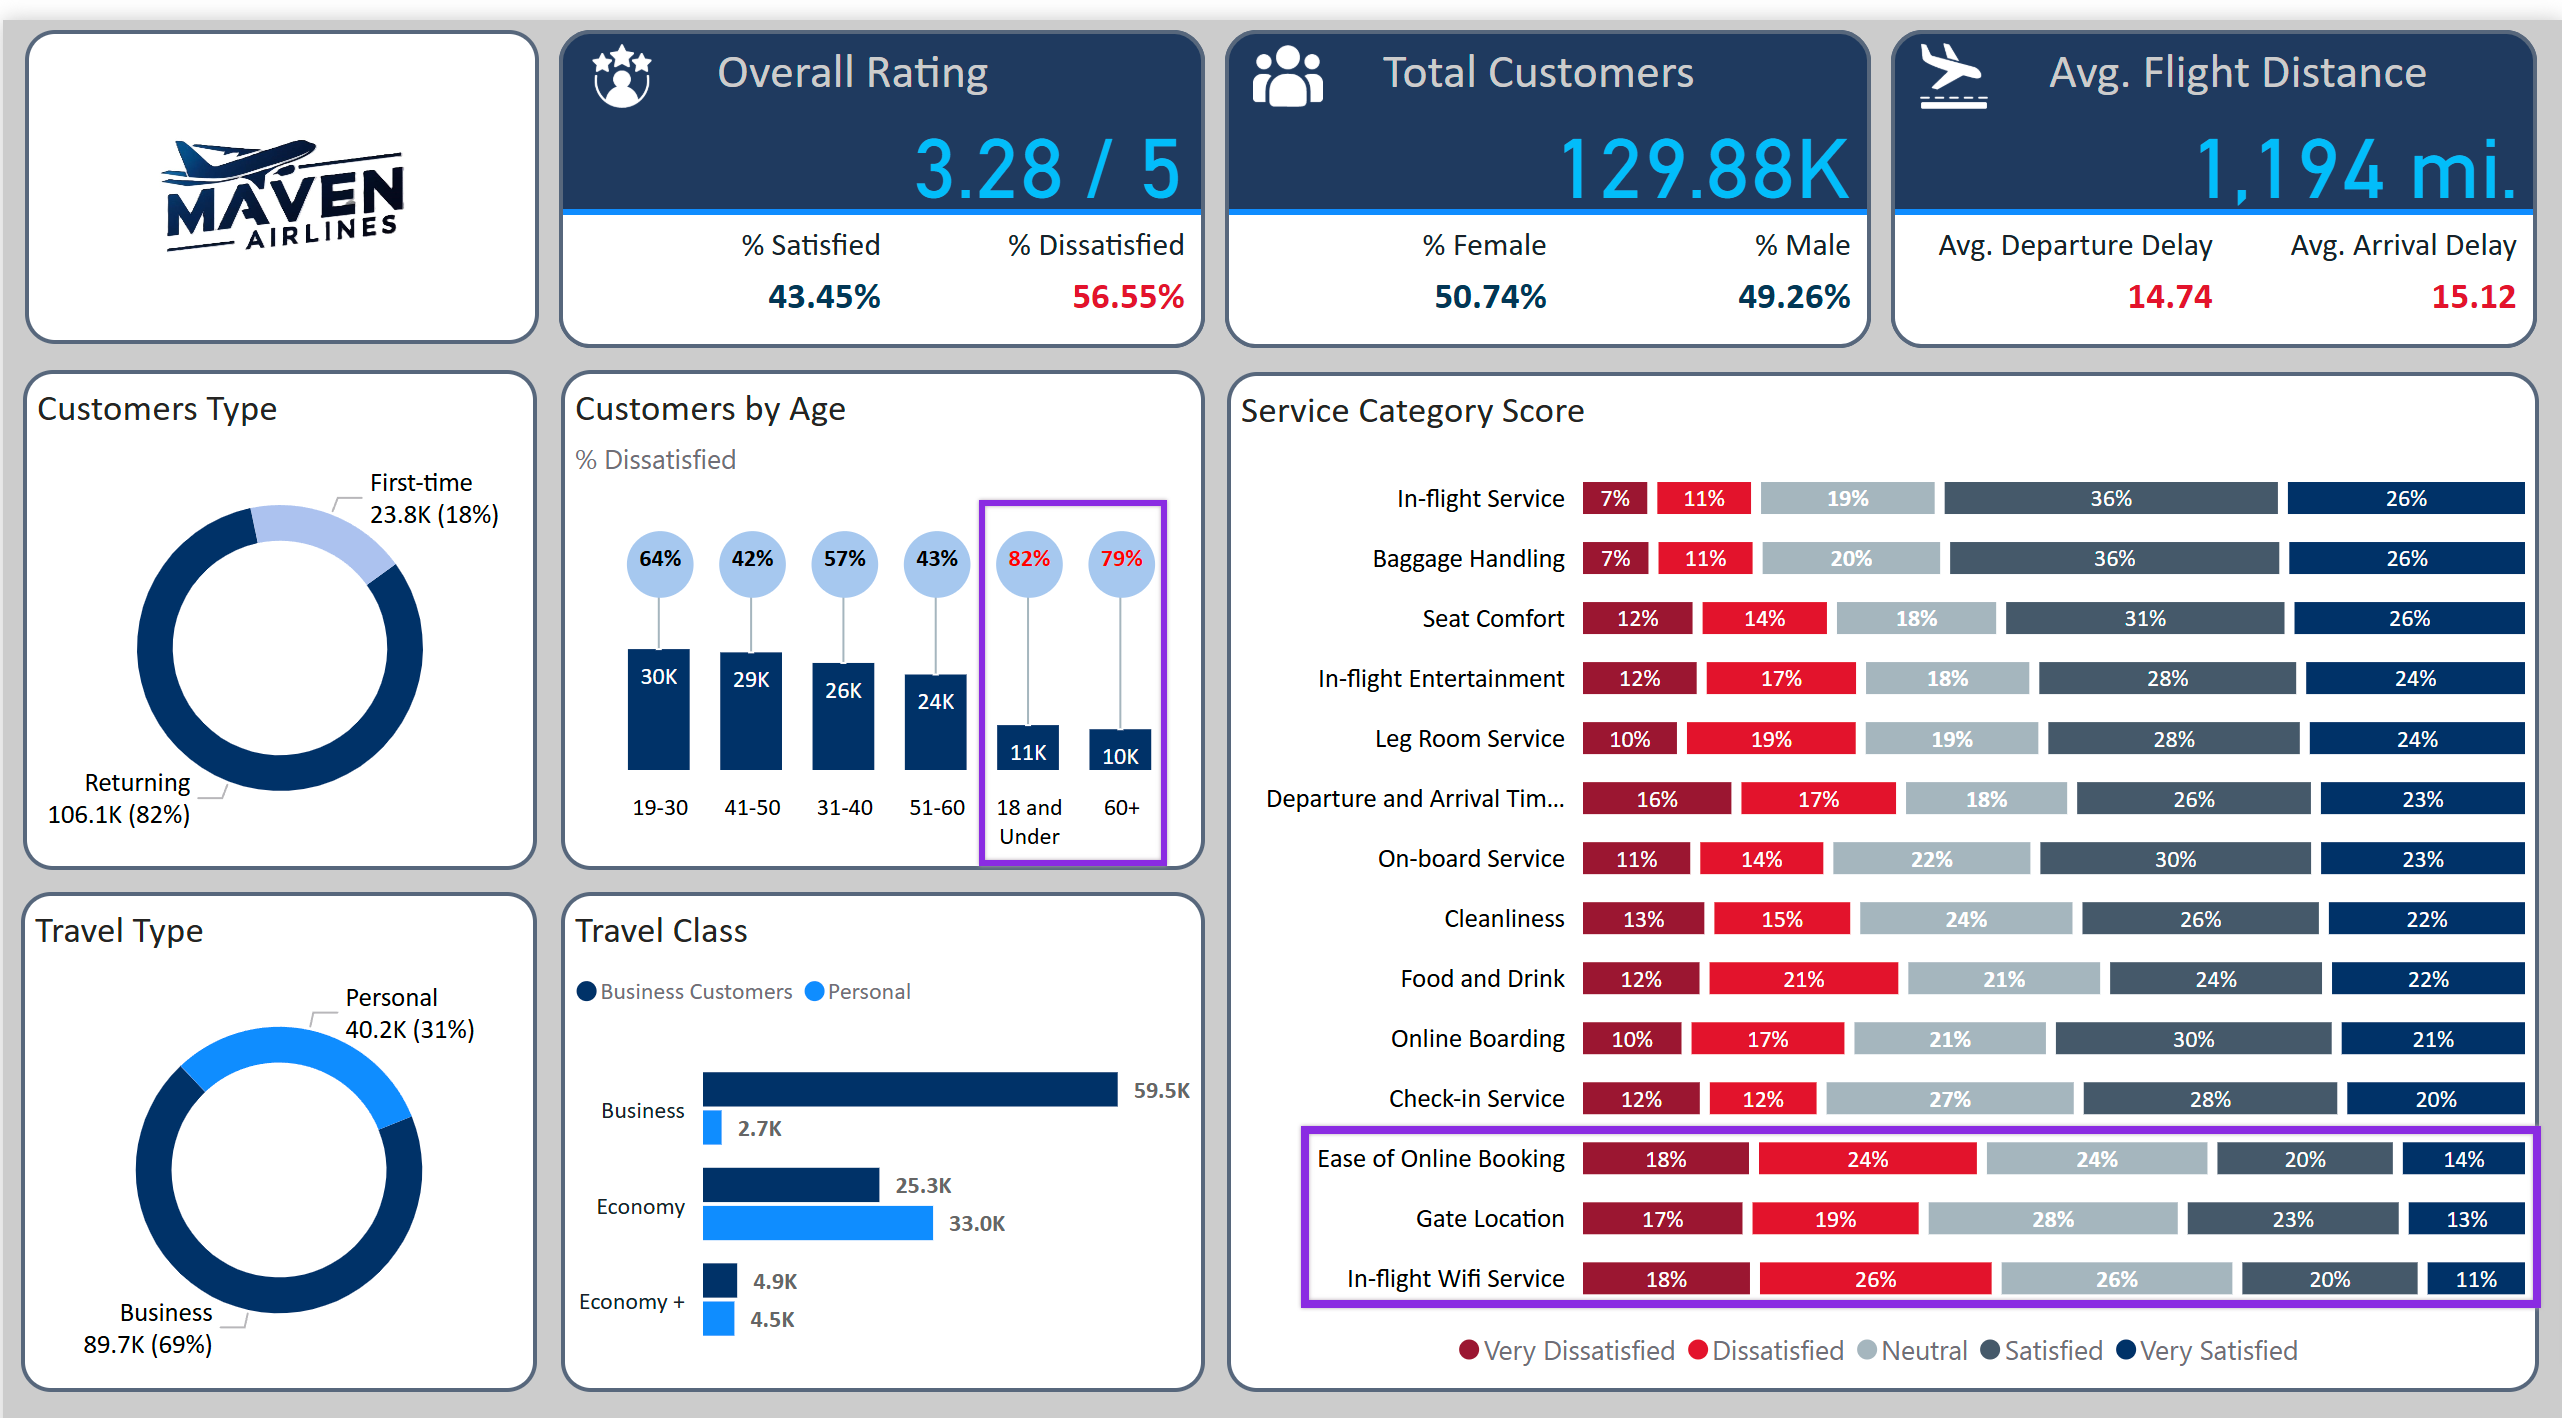 MAVEN
AIRLINES
Overall Rating
3.28 / 5
% Satisfied
% Dissatisfied
43.45%
56.55%
Total Customers
129.88K
% Female
% Male
50.74%
49.26%
Avg. Flight Distance
1,194 mi.
Avg. Departure Delay
Avg. Arrival Delay
14.74
15.12
Customers Type
First-time
23.8K (18%)
Returning
106.1K (82%)
Customers by Age
% Dissatisfied
64% 42% 57% 43% 82% 79%
30K 29K 26K 24K 11K 10K
19-30 41-50 31-40 51-60 18 and 60+
Under
Service Category Score
In-flight Service 7% 11% 19% 36% 26%
Baggage Handling 7% 11% 20% 36% 26%
Seat Comfort 12% 14% 18% 31% 26%
In-flight Entertainment 12% 17% 18% 28% 24%
Leg Room Service 10% 19% 19% 28% 24%
Departure and Arrival Tim... 16% 17% 18% 26% 23%
On-board Service 11% 14% 22% 30% 23%
Cleanliness 13% 15% 24% 26% 22%
Food and Drink 12% 21% 21% 24% 22%
Online Boarding 10% 17% 21% 30% 21%
Check-in Service 12% 12% 27% 28% 20%
Ease of Online Booking 18% 24% 24% 20% 14%
Gate Location 17% 19% 28% 23% 13%
In-flight Wifi Service 18% 26% 26% 20% 11%
Very Dissatisfied Dissatisfied Neutral Satisfied Very Satisfied
Travel Type
Personal
40.2K (31%)
Business
89.7K (69%)
Travel Class
Business Customers Personal
Business 59.5K
2.7K
Economy 25.3K
33.0K
Economy + 4.9K
4.5K